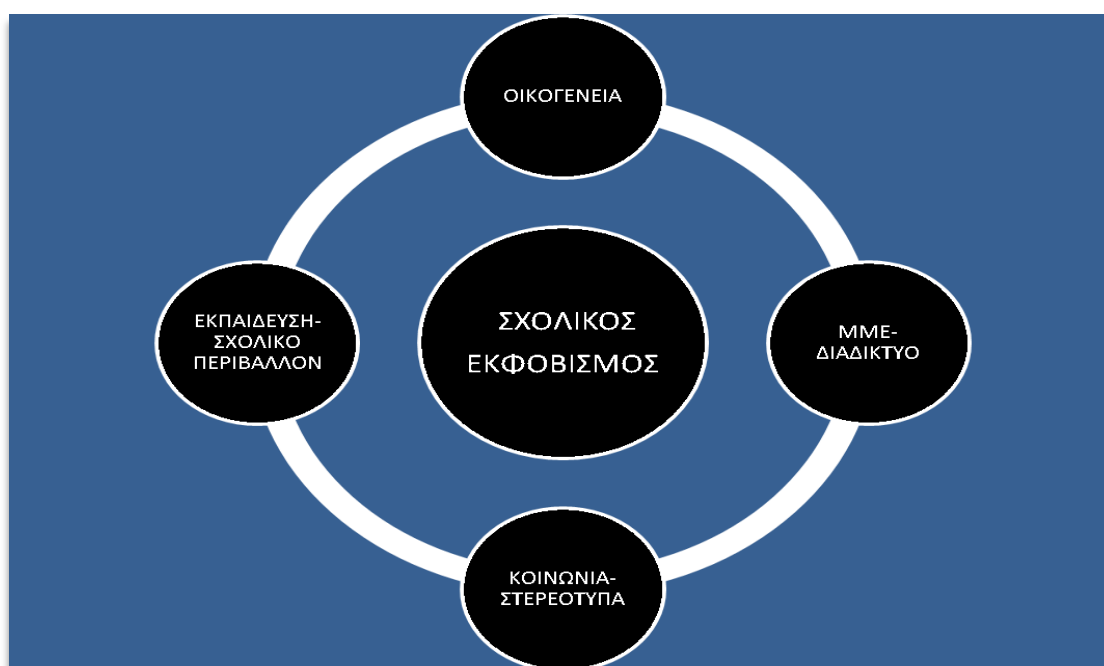 ΟΙΚΟΓΕΝΕΙΑ
ΕΚΠΑΙΔΕΥΣΗ-
ΣΧΟΛΙΚΟ
ΠΕΡΙΒΑΛΛΟΝ
ΣΧΟΛΙΚΟΣ
ΕΚΦΟΒΙΣΜΟΣ
ΜΜΕ-
ΔΙΑΔΙΚΤΥΟ
ΚΟΙΝΩΝΙΑ-
ΣΤΕΡΕΟΤΥΠΑ